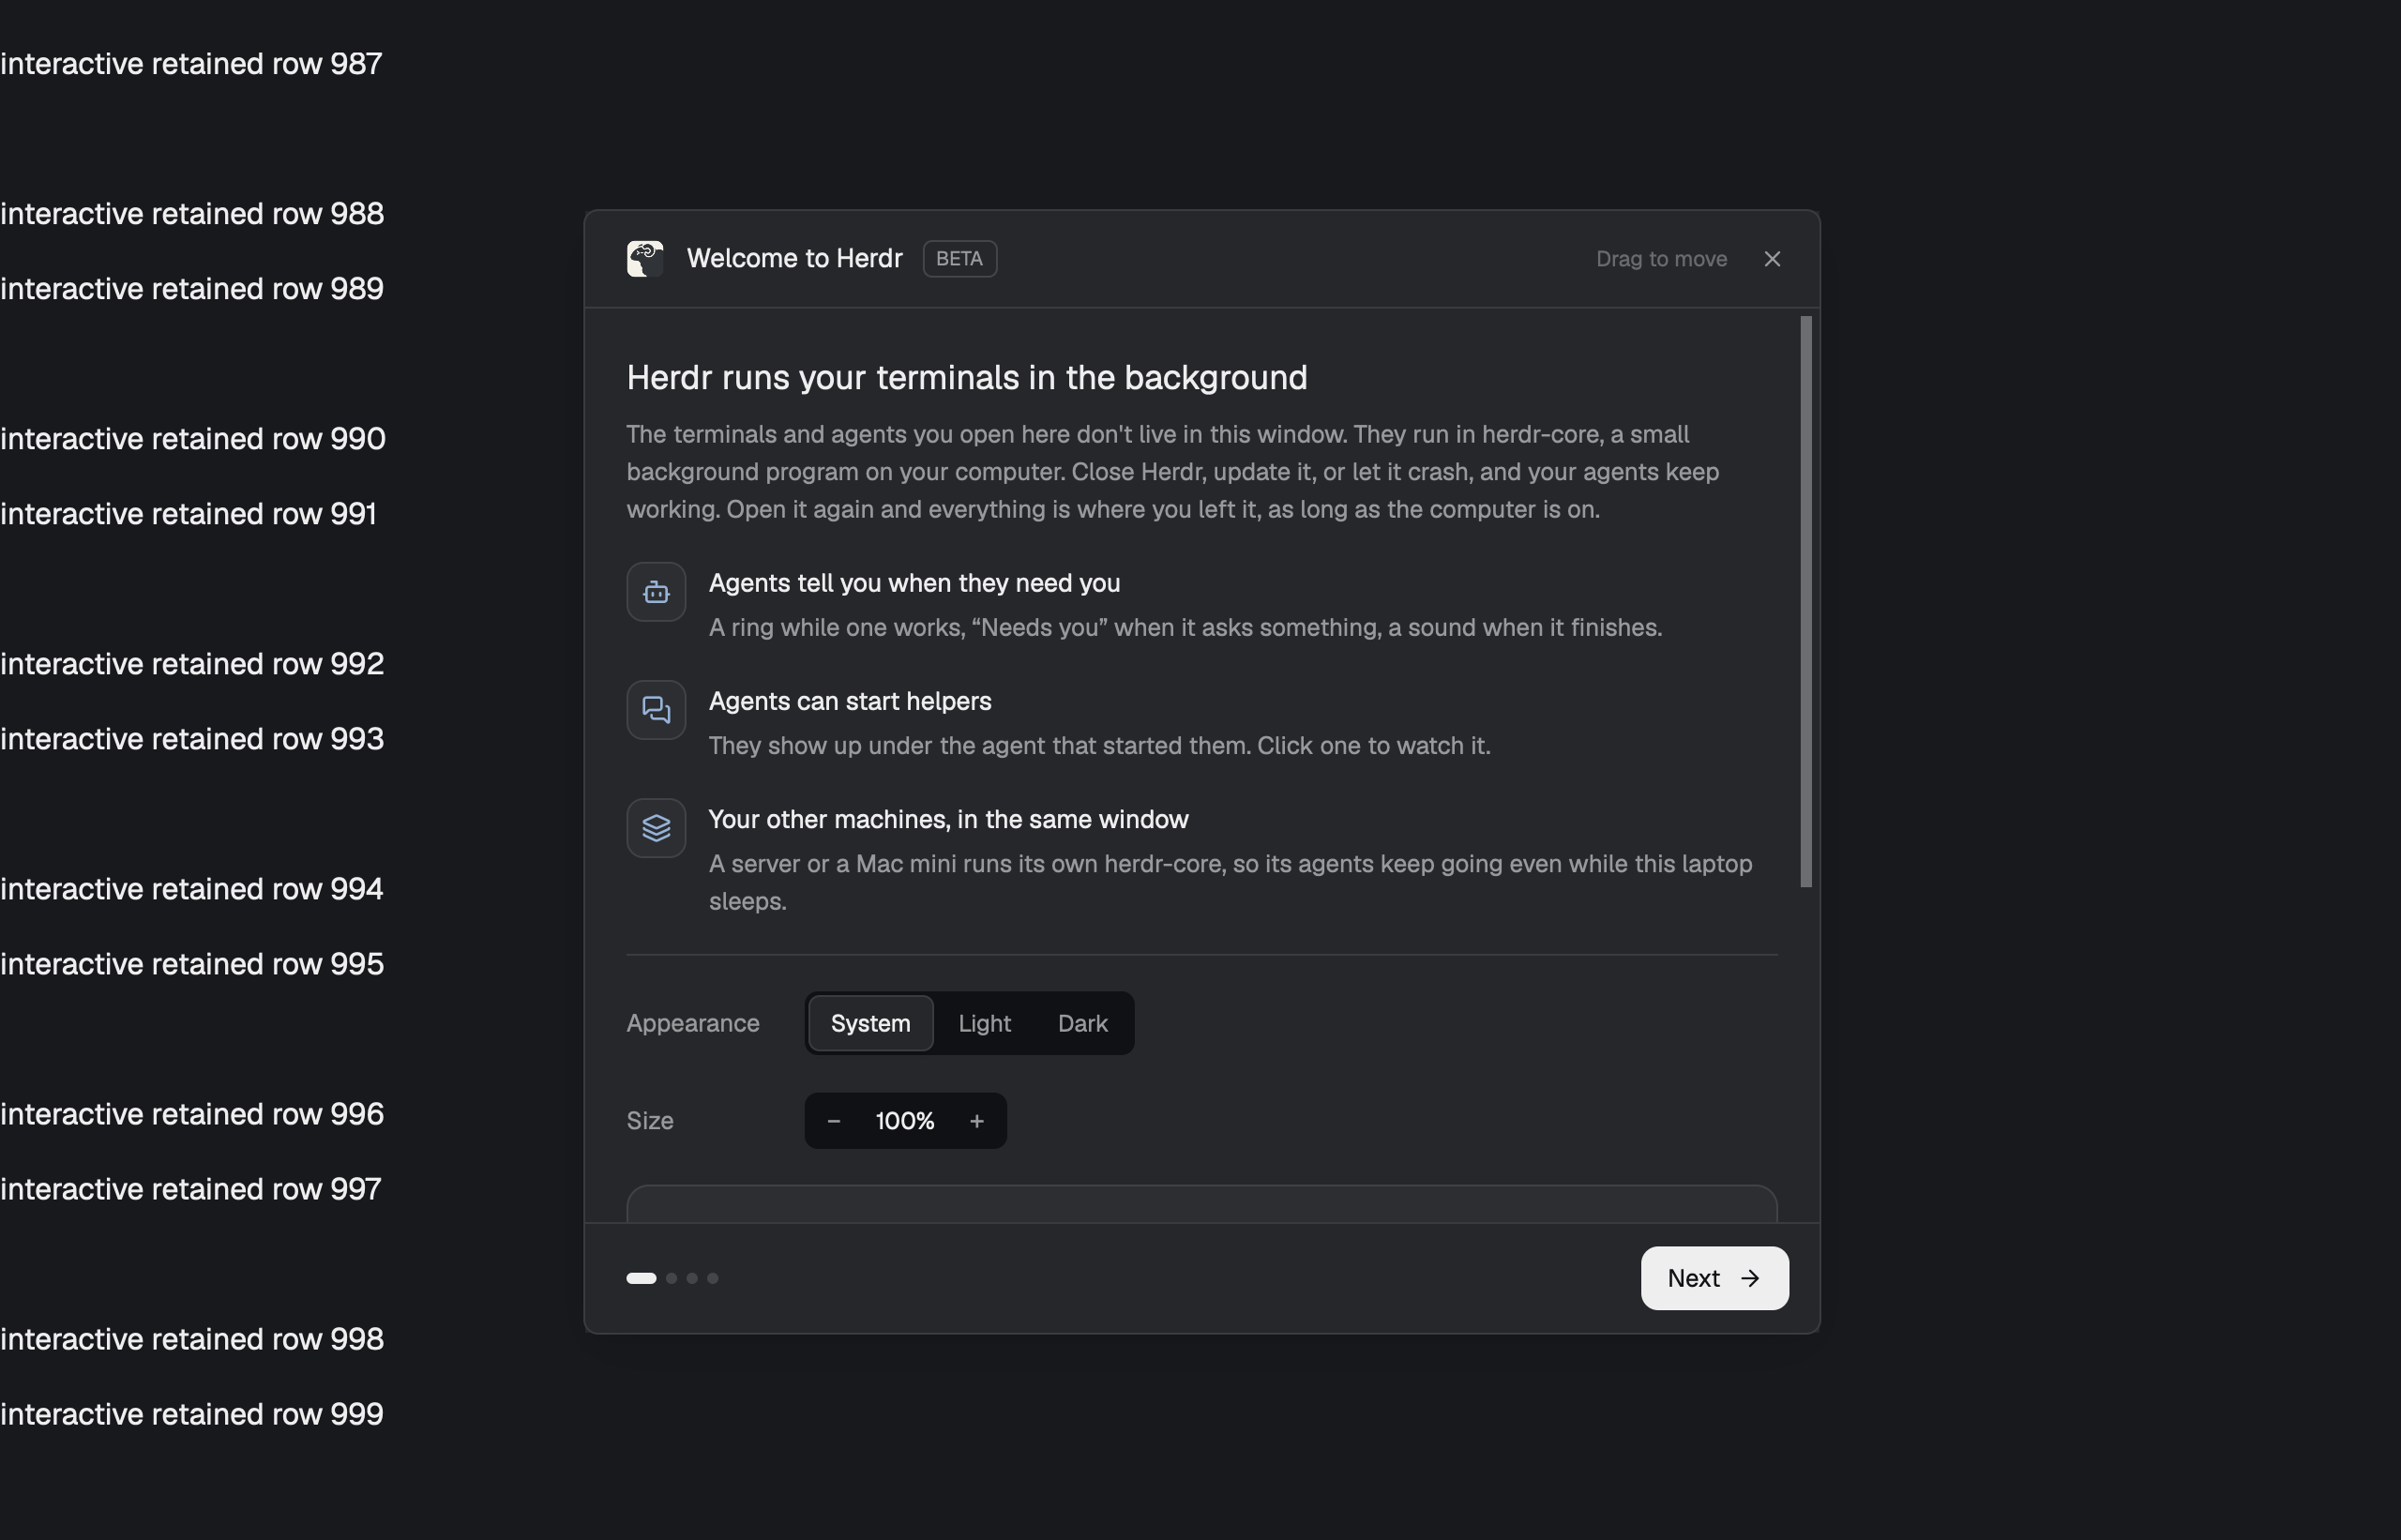 interactive retained row 987
interactive retained row 988
interactive retained row 989
interactive retained row 990
interactive retained row 991
interactive retained row 992
interactive retained row 993
interactive retained row 994
interactive retained row 995
interactive retained row 996
interactive retained row 997
interactive retained row 998
interactive retained row 999
Welcome to Herdr BETA Drag to move
Herdr runs your terminals in the background
The terminals and agents you open here don't live in this window. They run in herdr-core, a small
background program on your computer. Close Herdr, update it, or let it crash, and your agents keep
working. Open it again and everything is where you left it, as long as the computer is on.
Agents tell you when they need you
A ring while one works, “Needs you” when it asks something, a sound when it finishes.
Agents can start helpers
They show up under the agent that started them. Click one to watch it.
Your other machines, in the same window
A server or a Mac mini runs its own herdr-core, so its agents keep going even while this laptop
sleeps.
Appearance System Light Dark
Size − 100% +
Next →